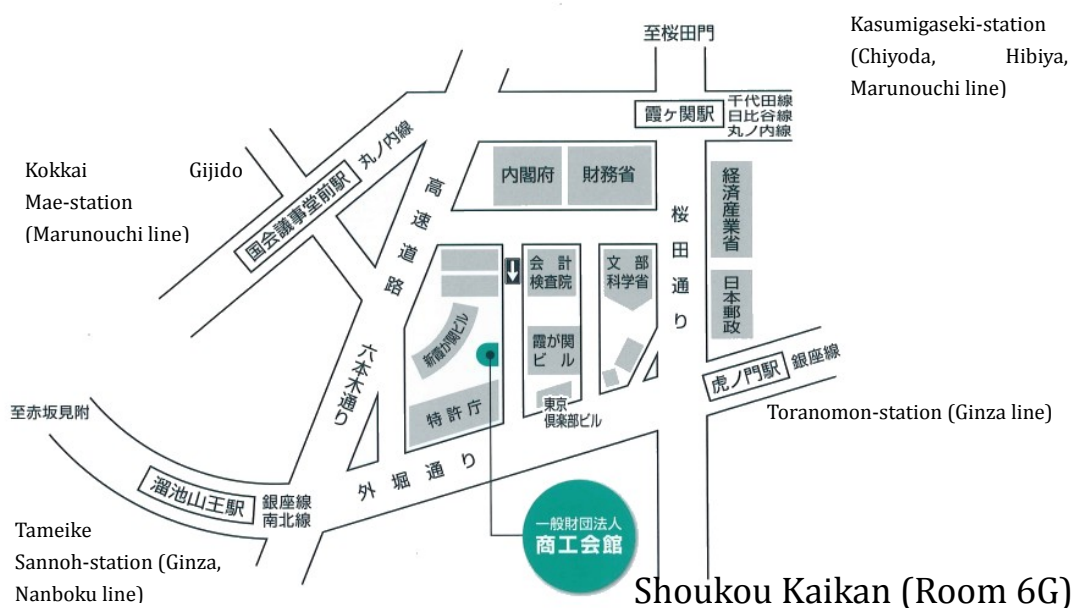 至桜田門
Kasumigaseki-station
(Chiyoda, Hibiya,
Marunouchi line)
霞ヶ関駅
千代田線
日比谷線
丸ノ内線
丸ノ内線
国会議事堂前駅
Kokkai Gijido
Mae-station
(Marunouchi line)
高速道路
内閣府
財務省
桜田通り
経済産業省
日本郵政
会計
検査院
文部
科学省
新霞が関ビル
霞が関
ビル
六本木通り
特許庁
東京
倶楽部ビル
虎ノ門駅
銀座線
Toranomon-station (Ginza line)
至赤坂見附
外堀通り
溜池山王駅
銀座線
南北線
Tameike
Sannoh-station (Ginza,
Nanboku line)
一般財団法人
商工会館
Shoukou Kaikan (Room 6G)